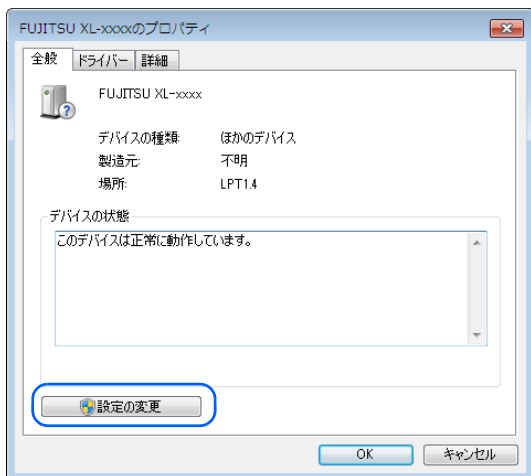 FUJITSU XL-xxxxのプロパティ
全般 ドライバー 詳細
FUJITSU XL-xxxx
デバイスの種類: ほかのデバイス
製造元: 不明
場所: LPT1.4
デバイスの状態
このデバイスは正常に動作しています。
設定の変更
OK キャンセル